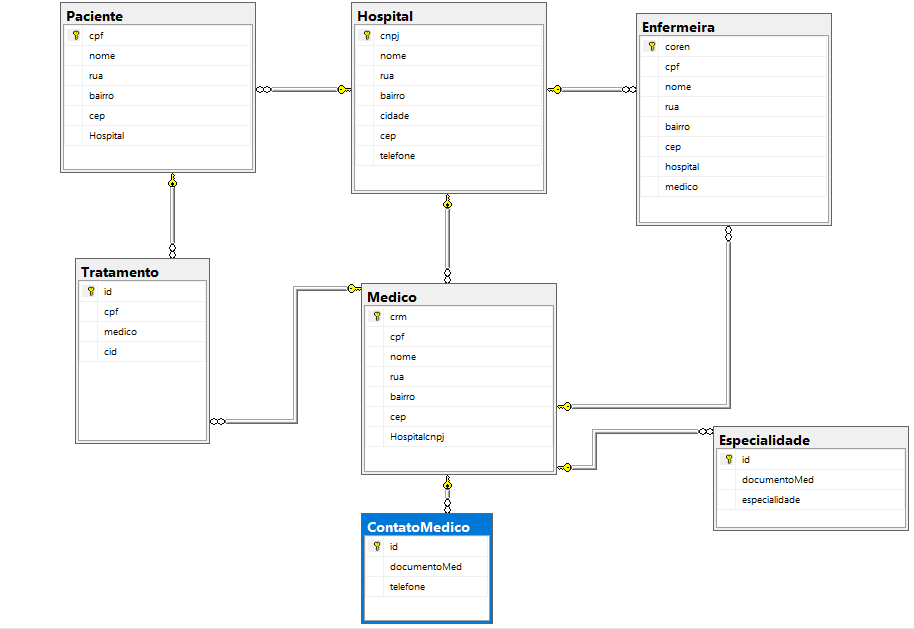 Paciente
cpf
nome
rua
bairro
cep
Hospital
Hospital
cnpj
nome
rua
bairro
cidade
cep
telefone
Enfermeira
coren
cpf
nome
rua
bairro
cep
hospital
medico
Tratamento
id
cpf
medico
cid
Medico
crm
cpf
nome
rua
bairro
cep
Hospitalcnpj
Especialidade
id
documentoMed
especialidade
ContatoMedico
id
documentoMed
telefone